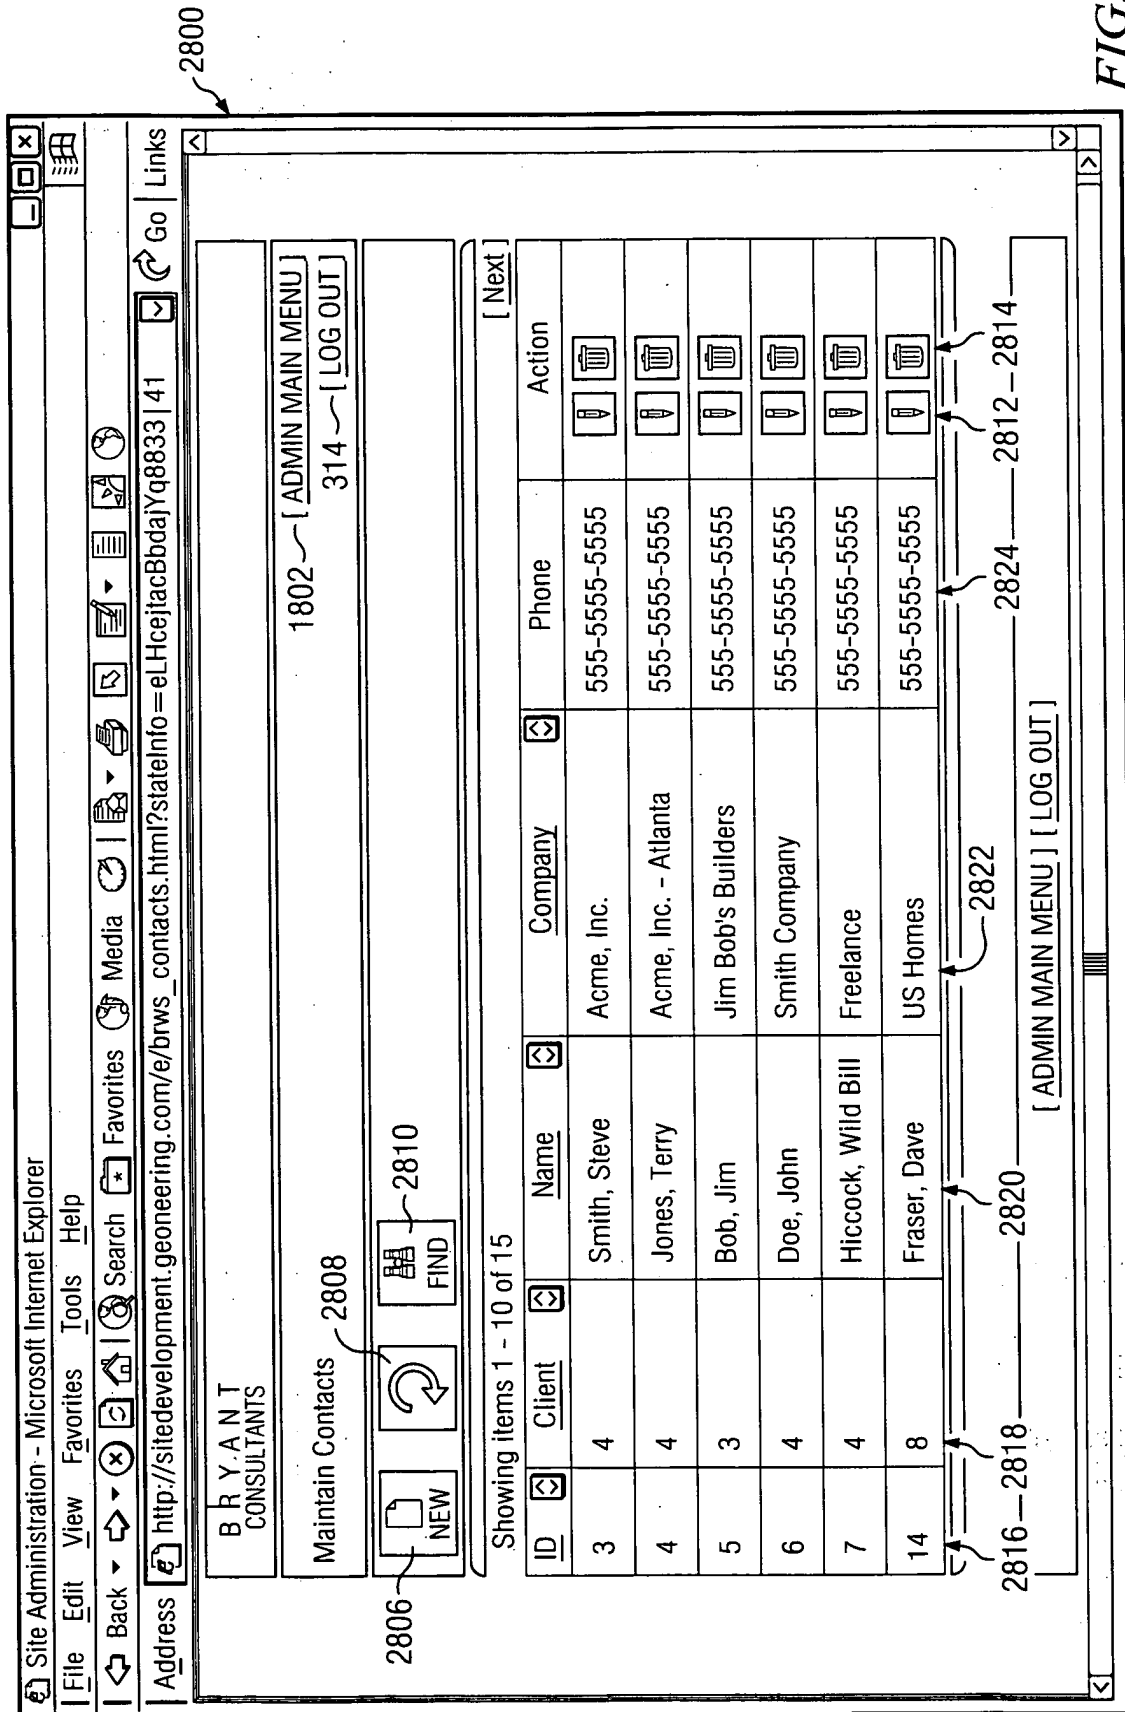 Site Administration - Microsoft Internet Explorer
File Edit View Favorites Tools Help
Back Search Favorites Media
Address http://sitedevelopment.geoneering.com/e/brws_contacts.html?stateInfo=eLHcejtacBbdajYq8833|41 Go Links
2800
BRYANT
CONSULTANTS
1802 [ ADMIN MAIN MENU ]
Maintain Contacts 2808 314 [ LOG OUT ]
2806 NEW FIND 2810
Showing items 1 - 10 of 15 [ Next ]
ID Client Name Company Phone Action
3 4 Smith, Steve Acme, Inc. 555-5555-5555
4 4 Jones, Terry Acme, Inc. - Atlanta 555-5555-5555
5 3 Bob, Jim Jim Bob's Builders 555-5555-5555
6 4 Doe, John Smith Company 555-5555-5555
7 4 Hiccock, Wild Bill Freelance 555-5555-5555
14 8 Fraser, Dave US Homes 555-5555-5555
2816 2818 2820 2822 2824 2812 2814
[ ADMIN MAIN MENU ] [ LOG OUT ]
FIG.